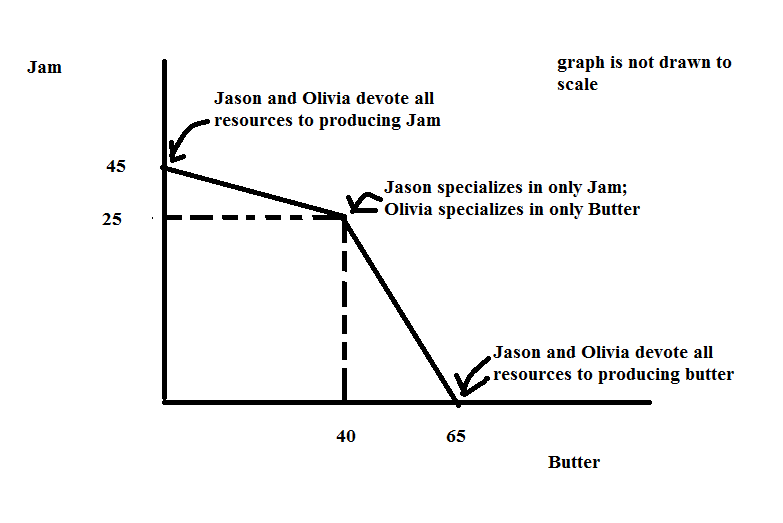 Jam
graph is not drawn to
scale
Jason and Olivia devote all
resources to producing Jam
45
Jason specializes in only Jam;
Olivia specializes in only Butter
25
Jason and Olivia devote all
resources to producing butter
40
65
Butter